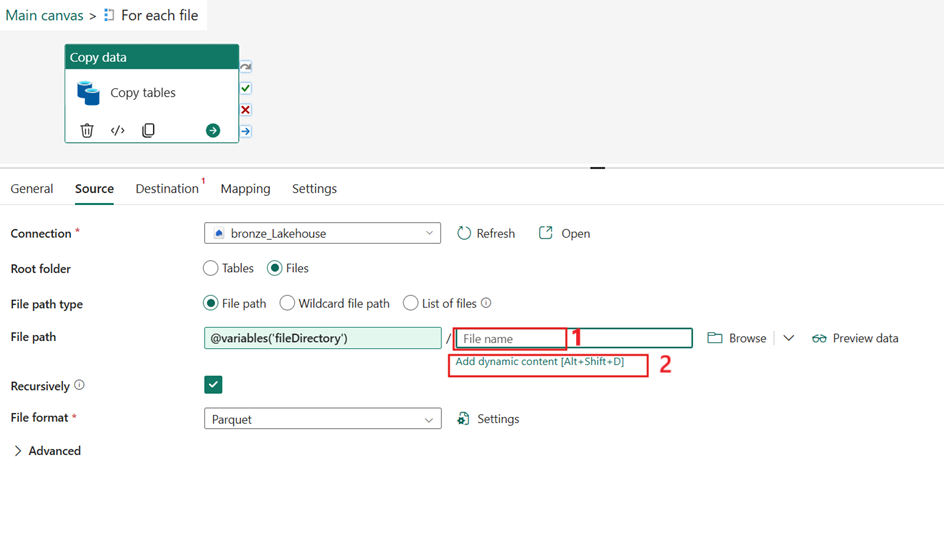 Main canvas > For each file
Copy data
Copy tables
General Source Destination 1 Mapping Settings
Connection * bronze_Lakehouse Refresh Open
Root folder Tables Files
File path type File path Wildcard file path List of files
File path @variables('fileDirectory') / File name 1 Browse Preview data
Add dynamic content [Alt+Shift+D] 2
Recursively
File format * Parquet Settings
> Advanced